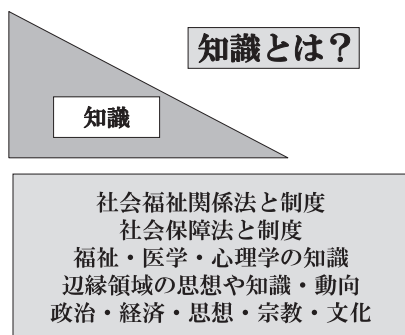 知識とは？
知識
社会福祉関係法と制度
社会保障法と制度
福祉・医学・心理学の知識
辺縁領域の思想や知識・動向
政治・経済・思想・宗教・文化